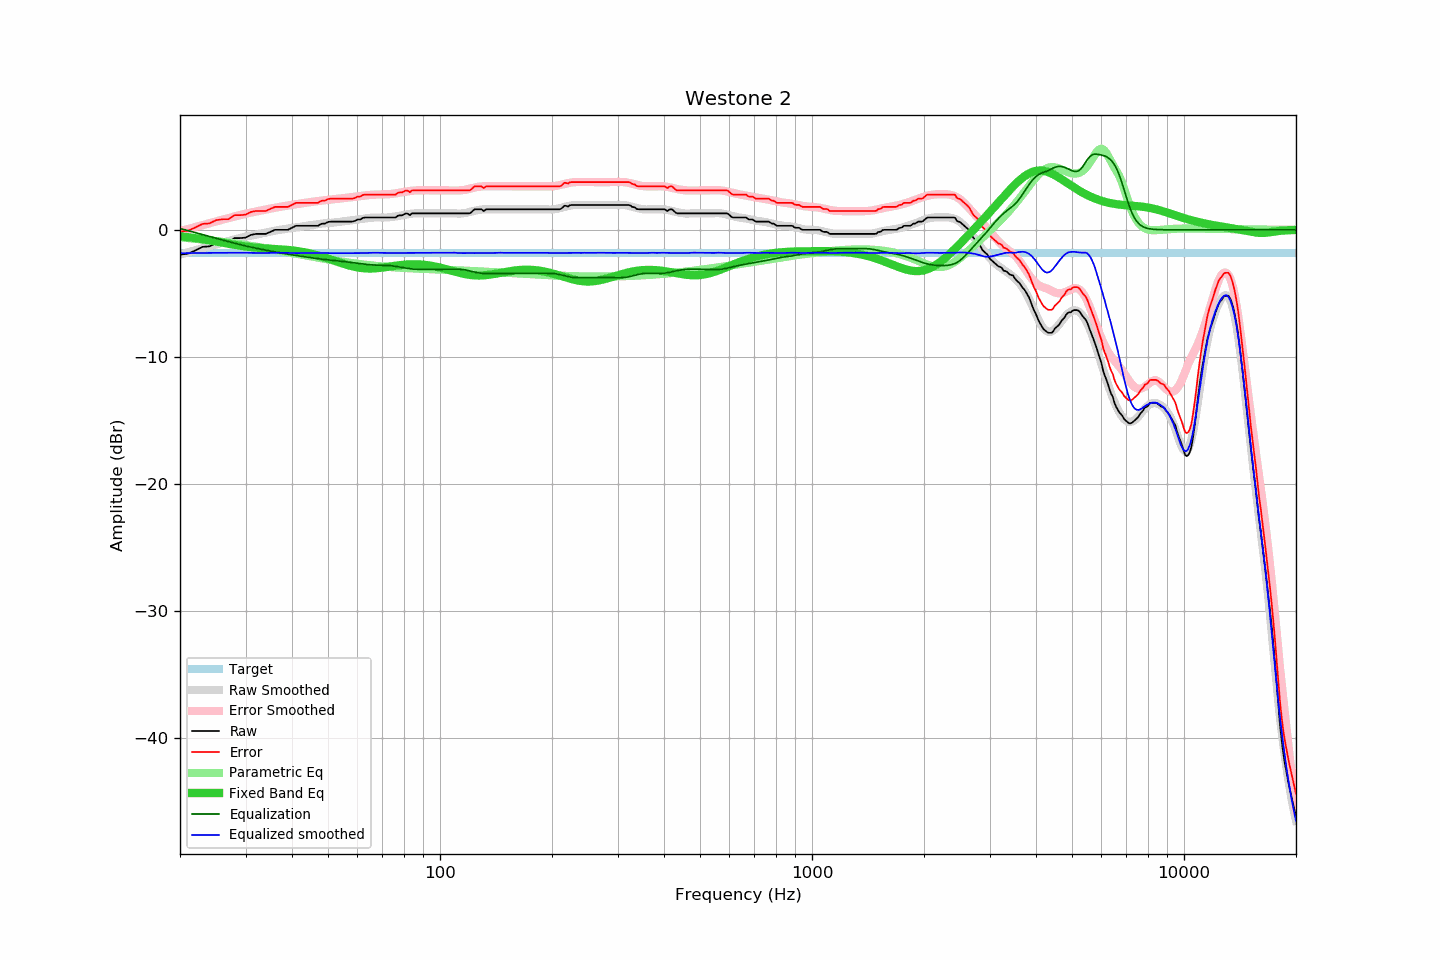 Westone 2
0
−10
−20
−30
−40
Amplitude (dBr)
Target
Raw Smoothed
Error Smoothed
Raw
Error
Parametric Eq
Fixed Band Eq
Equalization
Equalized smoothed
100
1000
10000
Frequency (Hz)